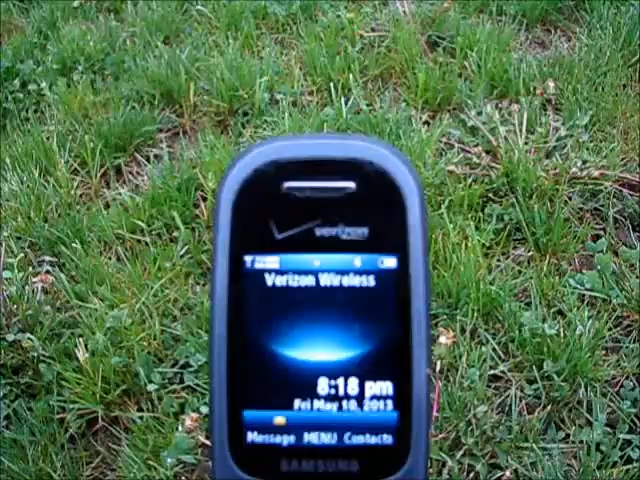 verizon
Verizon Wireless
8:18 pm
Fri May 10, 2013
Message MENU Contacts
SAMSUNG